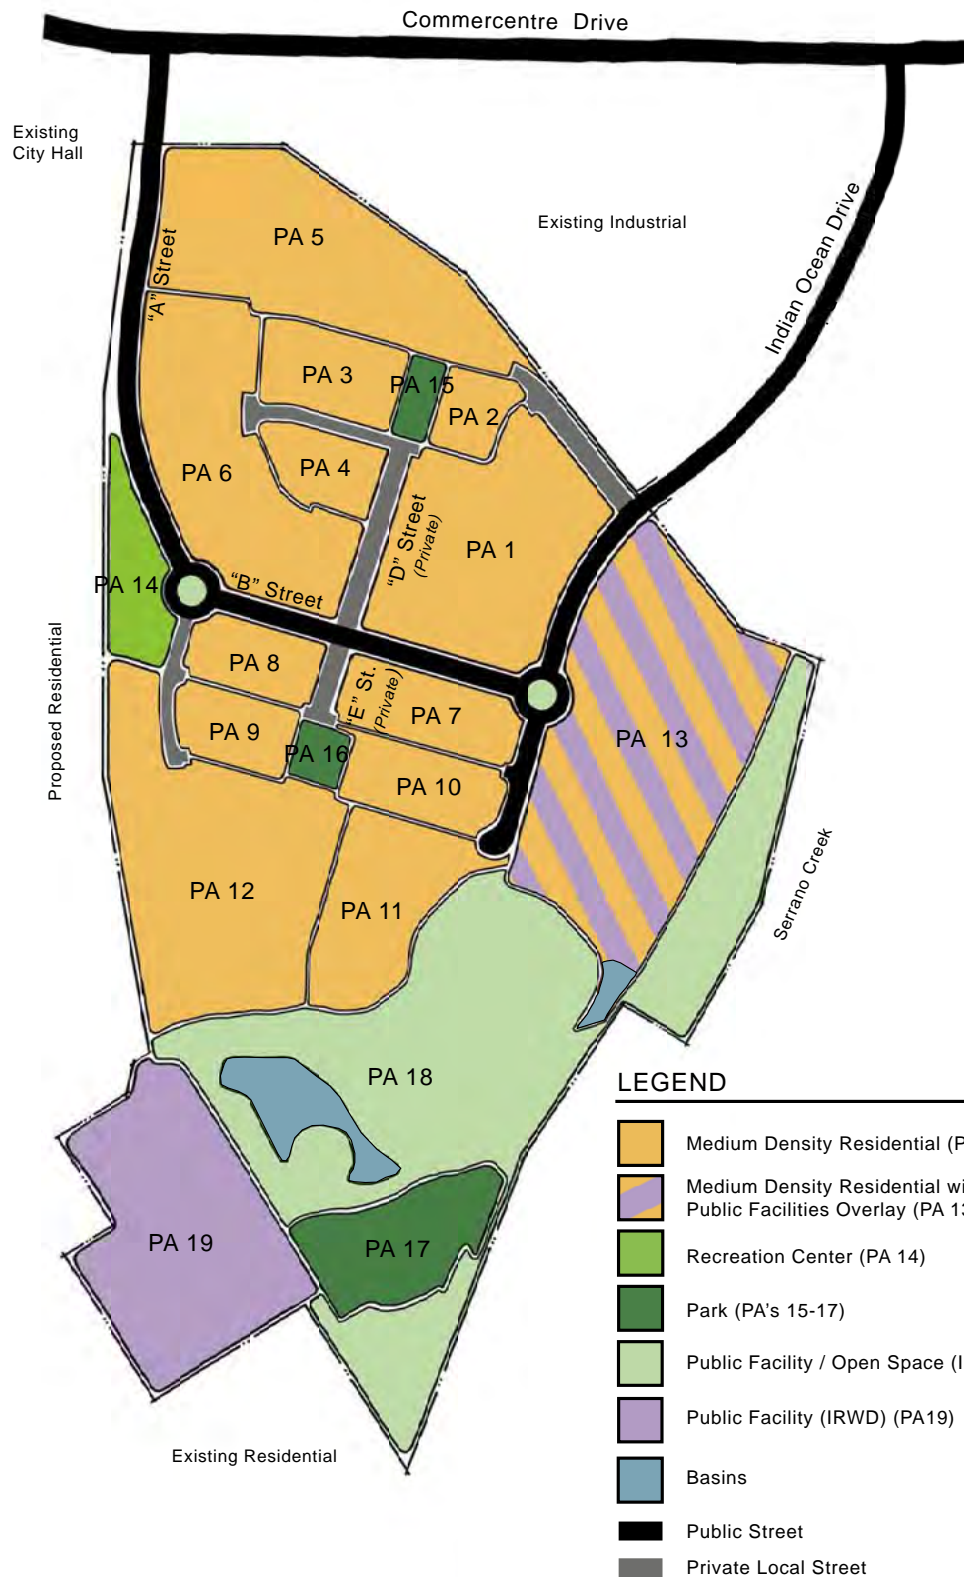 Commercentre Drive
Existing
City Hall
Existing Industrial
Indian Ocean Drive
"A" Street
PA 5
PA 3
PA 15
PA 2
PA 4
PA 6
"D" Street
(Private)
PA 1
PA 14
"B" Street
Proposed Residential
PA 8
"E" St.
(Private)
PA 7
PA 9
PA 16
PA 13
PA 10
PA 12
PA 11
Serrano Creek
PA 18
PA 19
PA 17
Existing Residential
LEGEND
Medium Density Residential (P
Medium Density Residential wi
Public Facilities Overlay (PA 13
Recreation Center (PA 14)
Park (PA's 15-17)
Public Facility / Open Space (I
Public Facility (IRWD) (PA19)
Basins
Public Street
Private Local Street